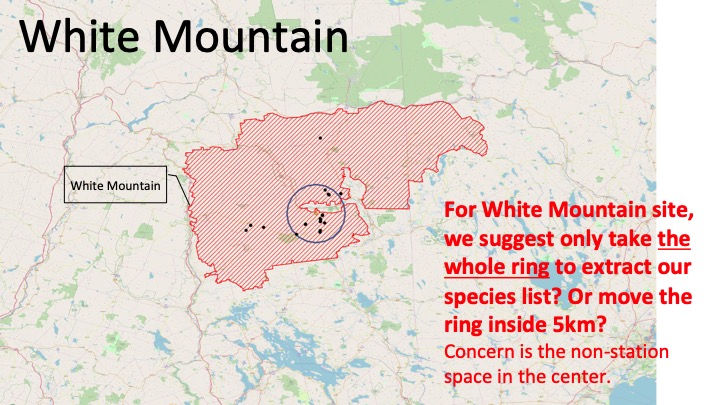 White Mountain
White Mountain
For White Mountain site,
we suggest only take the
whole ring to extract our
species list? Or move the
ring inside 5km?
Concern is the non-station
space in the center.